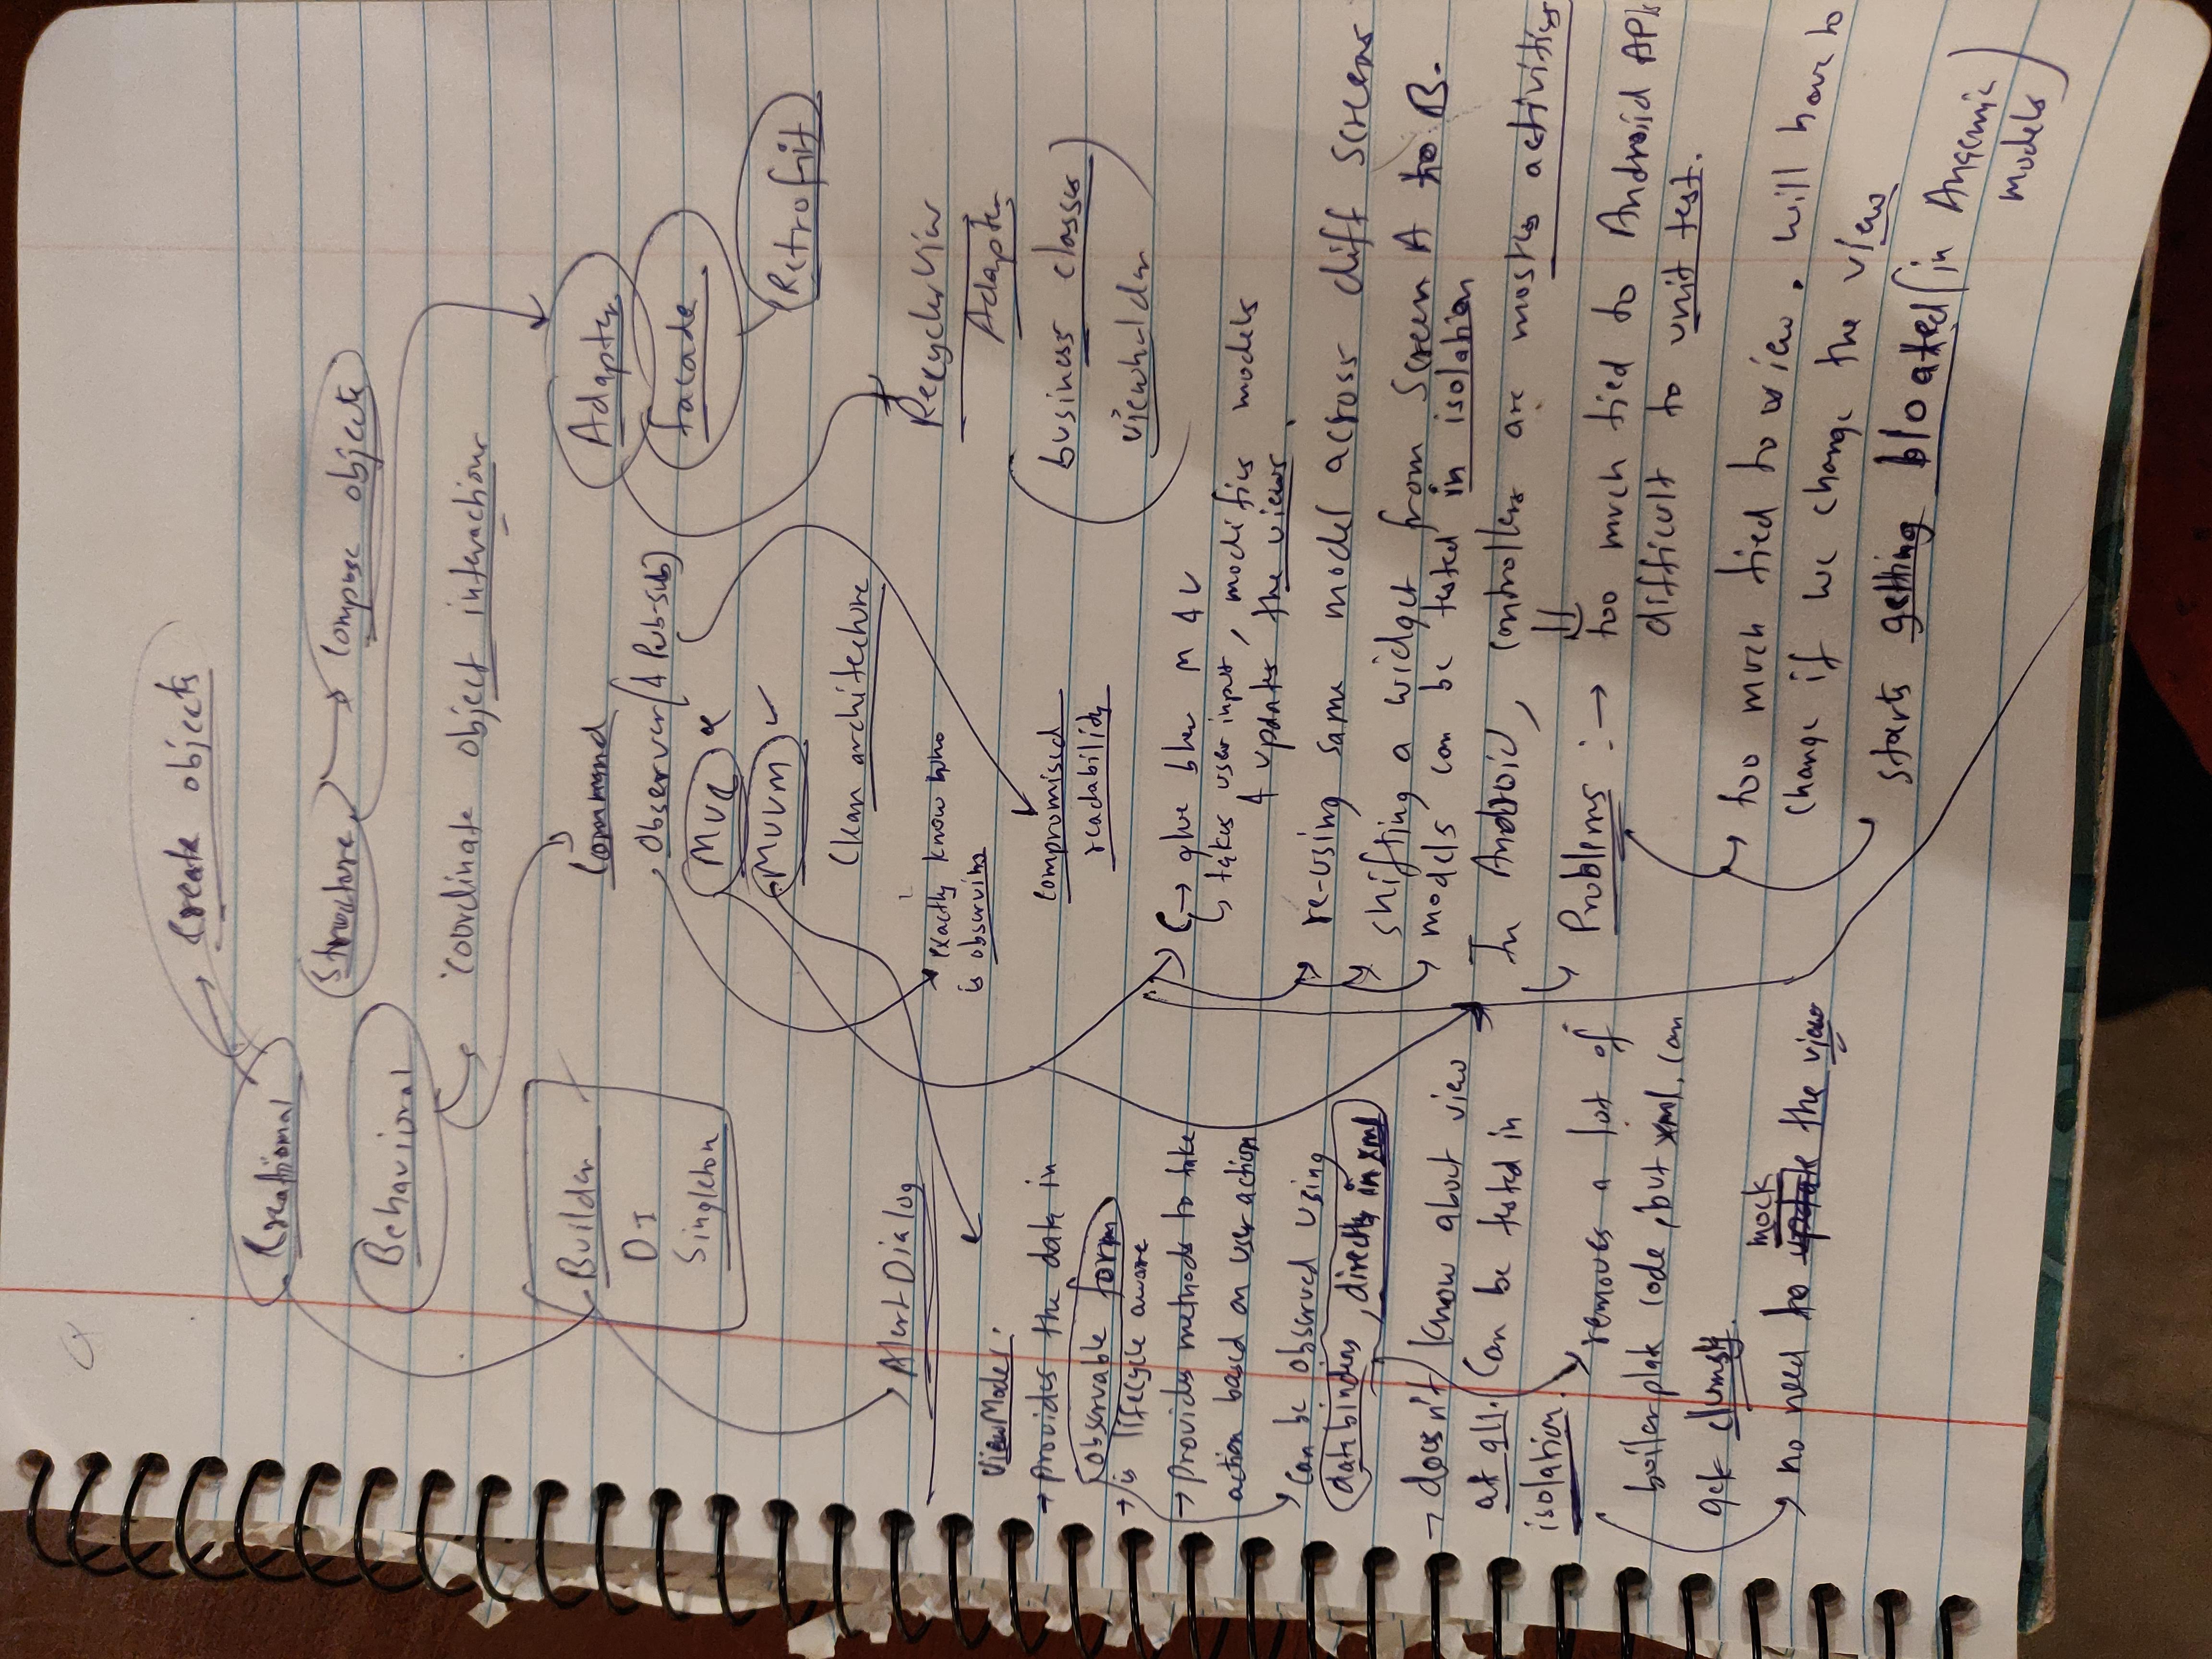 Create objects
Creational
Structure
Compose objects
Behavioral
coordinate object interactions
Builder
DI
Singleton
Command
Observer (& Pub-sub)
MVC
MVVM
Clean architecture
Adapter
facade
Retrofit
AlertDialog
exactly know who
is observing
compromised
readability
RecyclerView
Adapter
business classes
viewholder
ViewModel:
→ provides the data in
observable form
→ is lifecycle aware
→ provides methods to take
action based on user action
can be observed using
databinding, directly in xml
→ doesn't know about view
at all. Can be tested in
isolation.
removes a lot of
boilerplate code, but xml can
get clumsy.
mock
→ no need to update the view
C → glue btw M & V
↳ takes user input, modifies models
& updates the views.
re-using same model across diff screens
shifting a widget from Screen A to B.
models can be tested in isolation
In Android, controllers are mostly activities
Problems : → too much tied to Android APIs
difficult to unit test.
too much tied to view. Will have to
change if we change the view
starts getting bloated (in Anaemic
models)